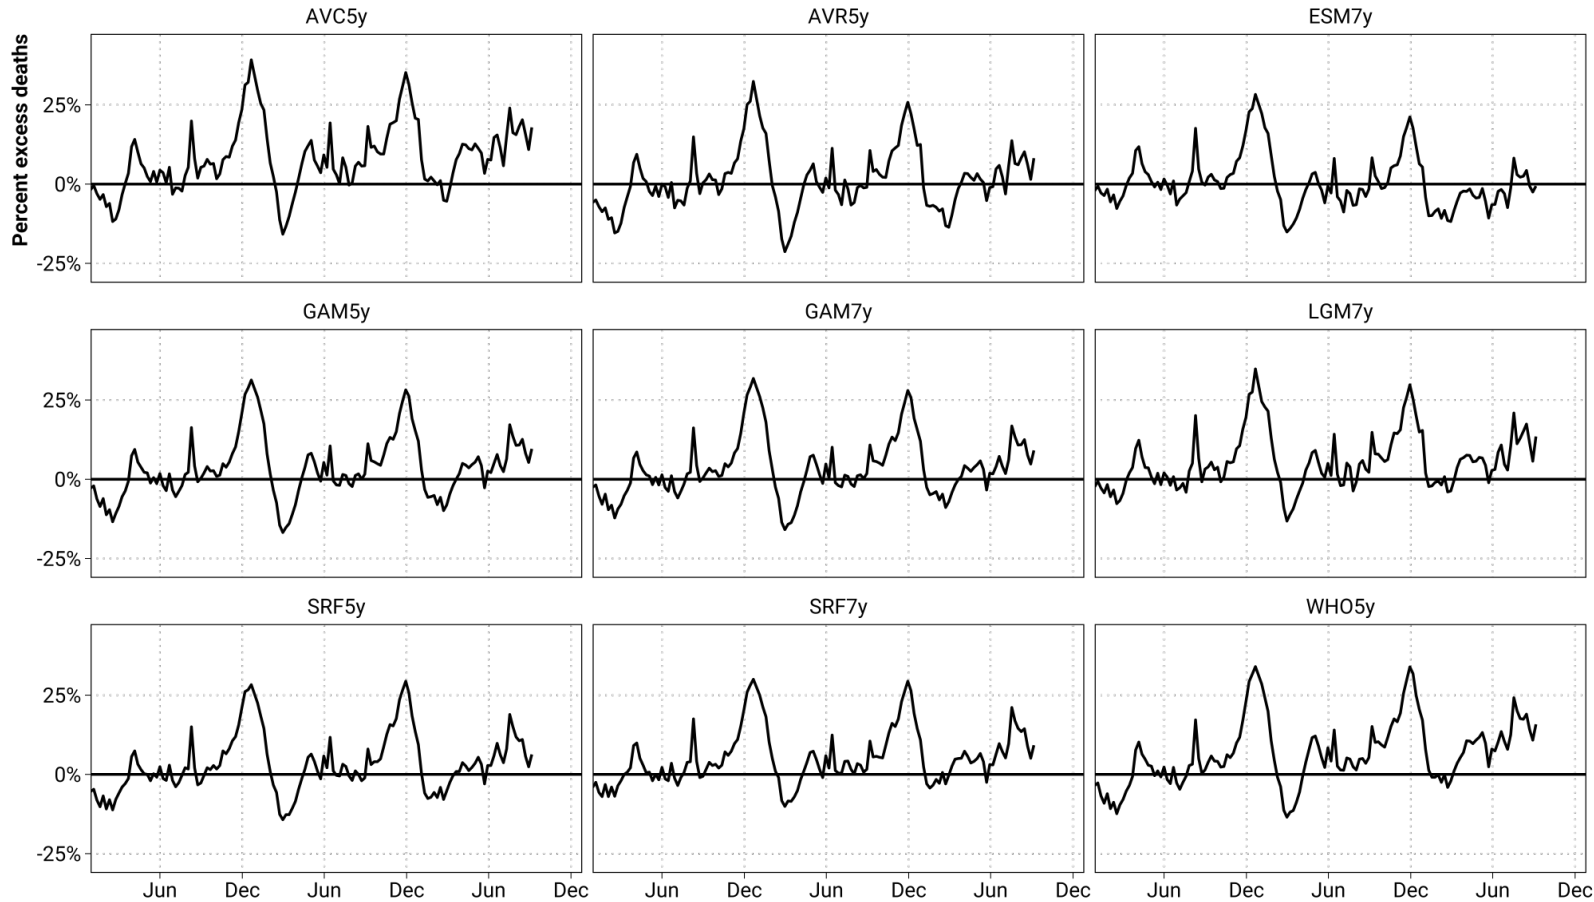 AVC5y AVR5y ESM7y
Percent excess deaths
25%
0%
-25%
GAM5y GAM7y LGM7y
25%
0%
-25%
SRF5y SRF7y WHO5y
25%
0%
-25%
Jun Dec Jun Dec Jun Dec Jun Dec Jun Dec Jun Dec Jun Dec Jun Dec Jun Dec